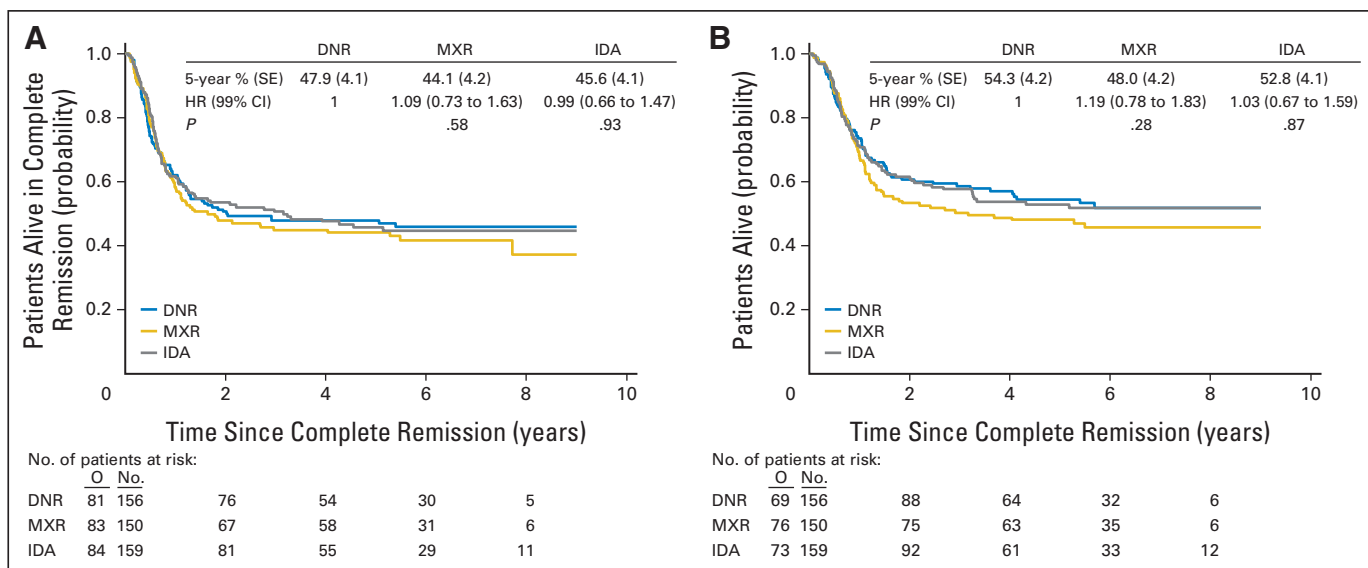 A
DNR MXR IDA
5-year % (SE) 47.9 (4.1) 44.1 (4.2) 45.6 (4.1)
HR (99% CI) 1 1.09 (0.73 to 1.63) 0.99 (0.66 to 1.47)
P .58 .93
Patients Alive in Complete
Remission (probability)
1.0
0.8
0.6
0.4
0.2
DNR
MXR
IDA
0 2 4 6 8 10
Time Since Complete Remission (years)
No. of patients at risk:
O No.
DNR 81 156 76 54 30 5
MXR 83 150 67 58 31 6
IDA 84 159 81 55 29 11
B
DNR MXR IDA
5-year % (SE) 54.3 (4.2) 48.0 (4.2) 52.8 (4.1)
HR (99% CI) 1 1.19 (0.78 to 1.83) 1.03 (0.67 to 1.59)
P .28 .87
Patients Alive (probability)
1.0
0.8
0.6
0.4
0.2
DNR
MXR
IDA
0 2 4 6 8 10
Time Since Complete Remission (years)
No. of patients at risk:
O No.
DNR 69 156 88 64 32 6
MXR 76 150 75 63 35 6
IDA 73 159 92 61 33 12